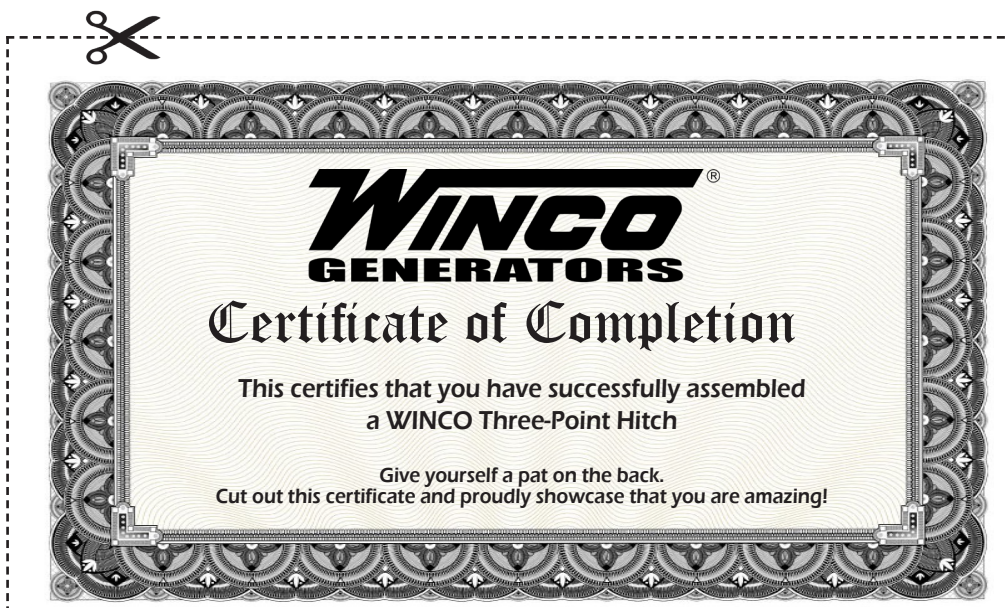 WINCO®
GENERATORS
Certificate of Completion
This certifies that you have successfully assembled
a WINCO Three-Point Hitch
Give yourself a pat on the back.
Cut out this certificate and proudly showcase that you are amazing!